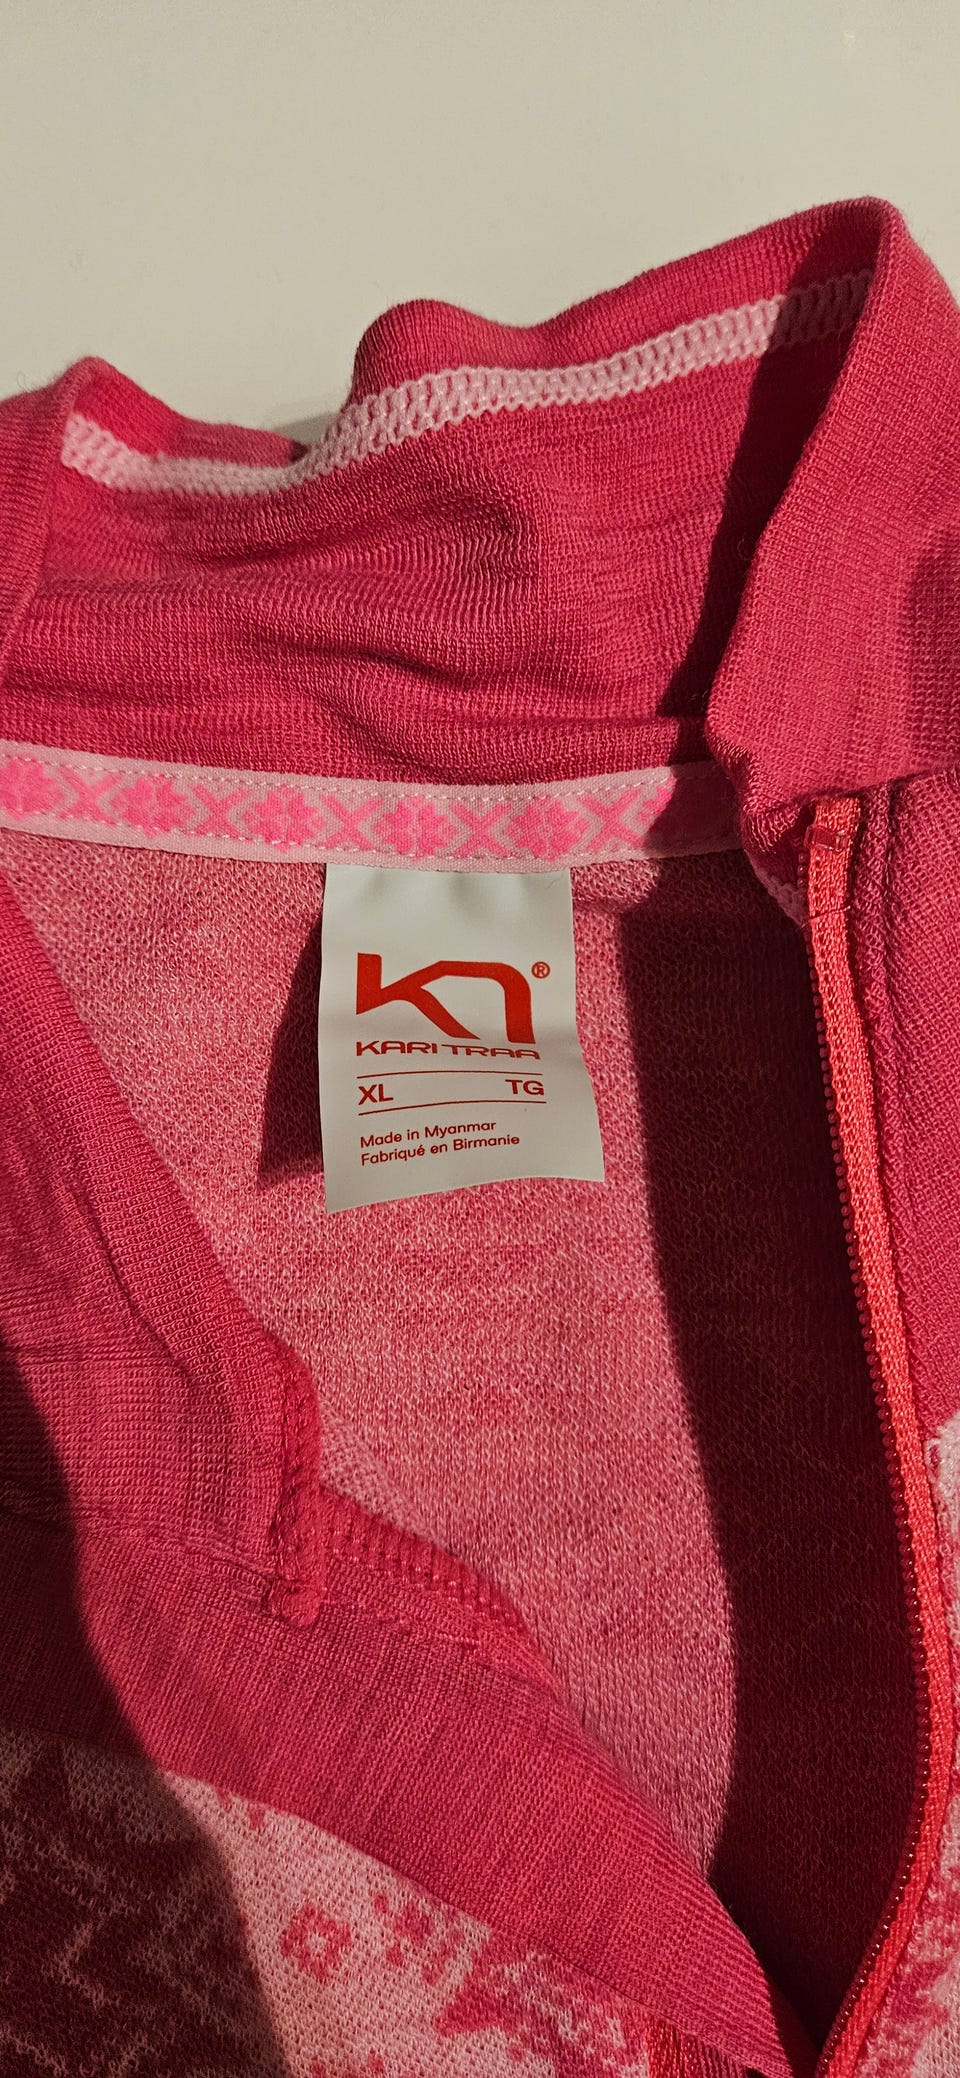 ®
KARI TRAA
XL TG
Made in Myanmar
Fabriqué en Birmanie